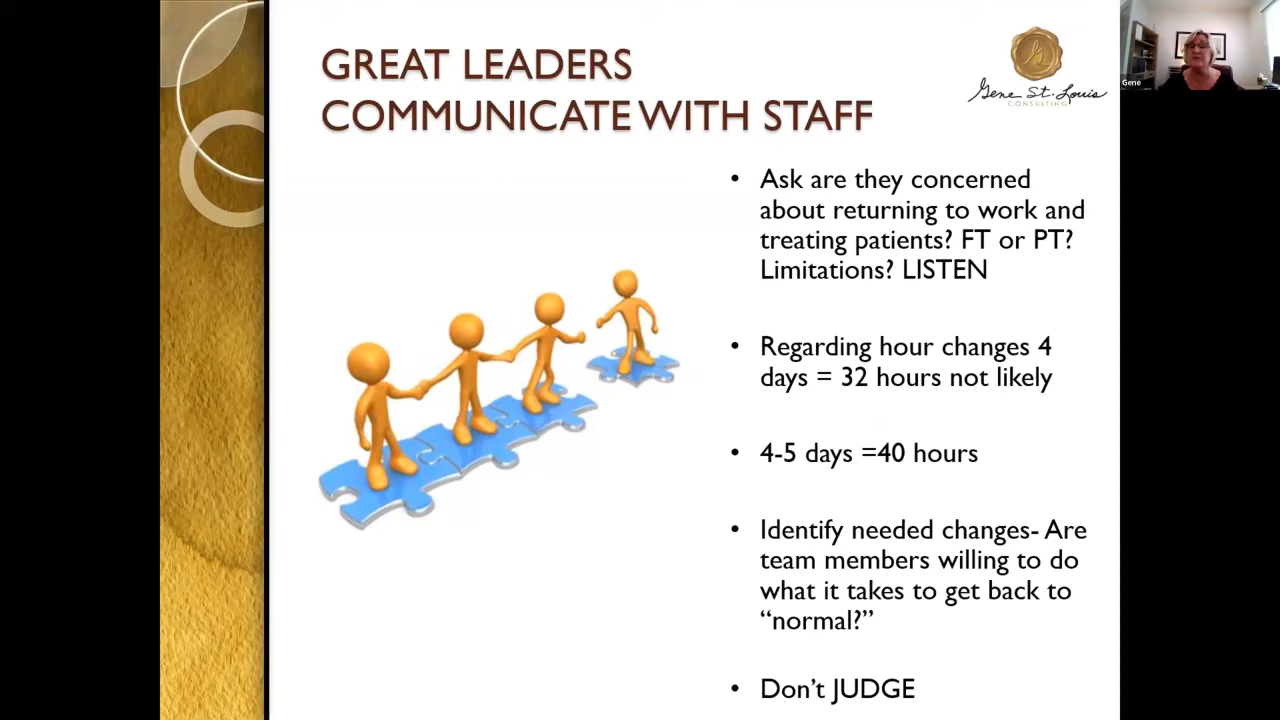 GREAT LEADERS
COMMUNICATE WITH STAFF
Gene St. Louis
CONSULTING
Gene
• Ask are they concerned
about returning to work and
treating patients? FT or PT?
Limitations? LISTEN
• Regarding hour changes 4
days = 32 hours not likely
• 4-5 days =40 hours
• Identify needed changes- Are
team members willing to do
what it takes to get back to
“normal?”
• Don’t JUDGE